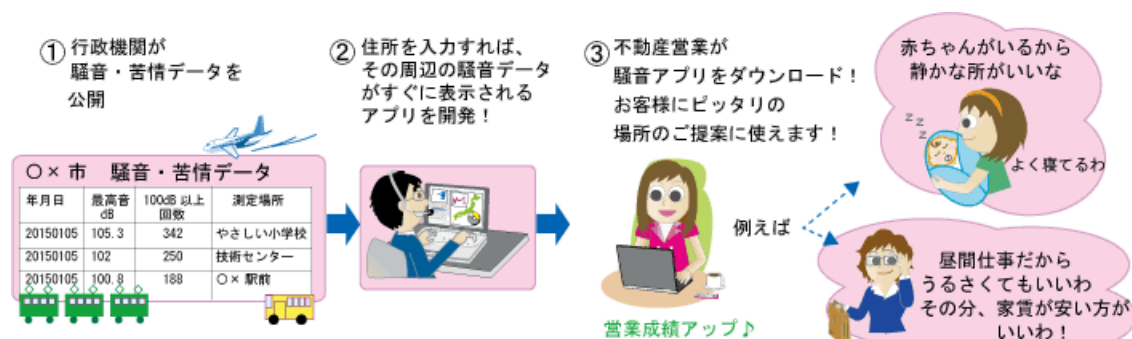 ① 行政機関が
騒音・苦情データを
公開
〇×市 騒音・苦情データ
年月日 最高音dB 100dB 以上回数 測定場所
20150105 105.3 342 やさしい小学校
20150105 102 250 技術センター
20150105 100.8 188 〇×駅前
② 住所を入力すれば、
その周辺の騒音データ
がすぐに表示される
アプリを開発！
③ 不動産営業が
騒音アプリをダウンロード！
お客様にピッタリの
場所のご提案に使えます！
営業成績アップ♪
例えば
赤ちゃんがいるから
静かな所がいいな
z z z
よく寝てるわ
昼間仕事だから
うるさくてもいいわ
その分、家賃が安い方が
いいわ！